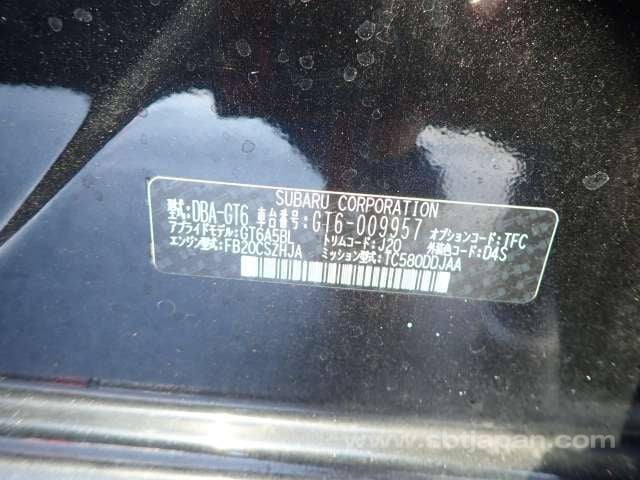 SUBARU CORPORATION
型式: DBA-GT6 車台番号: GT6-009957 オプションコード: TFC
アプライドモデル: GT6A5BL トリムコード: J20 外装色コード: D4S
エンジン型式: FB20CSZHJA ミッション型式: TC580DDJAA
www.sbtjapan.com